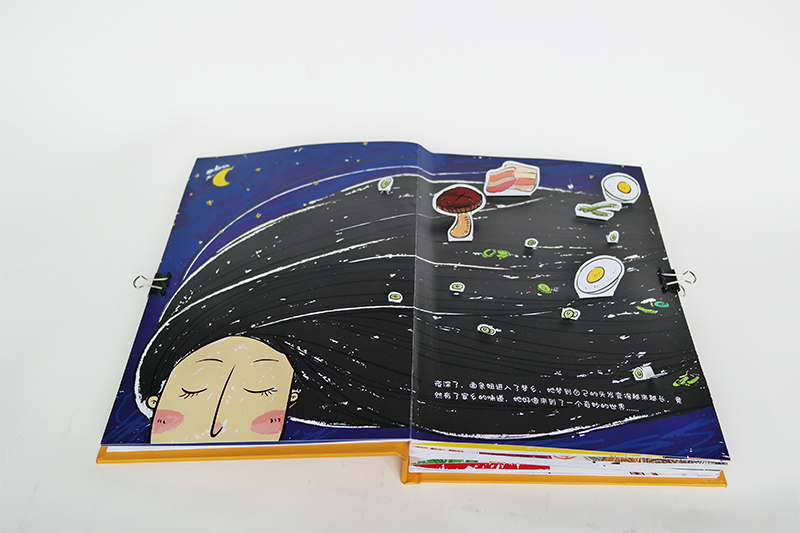 夜深了，面条姐进入了梦乡，她梦到自己的头发变得越来越长，竟
然有了家乡的味道，她好像来到了一个奇妙的世界……